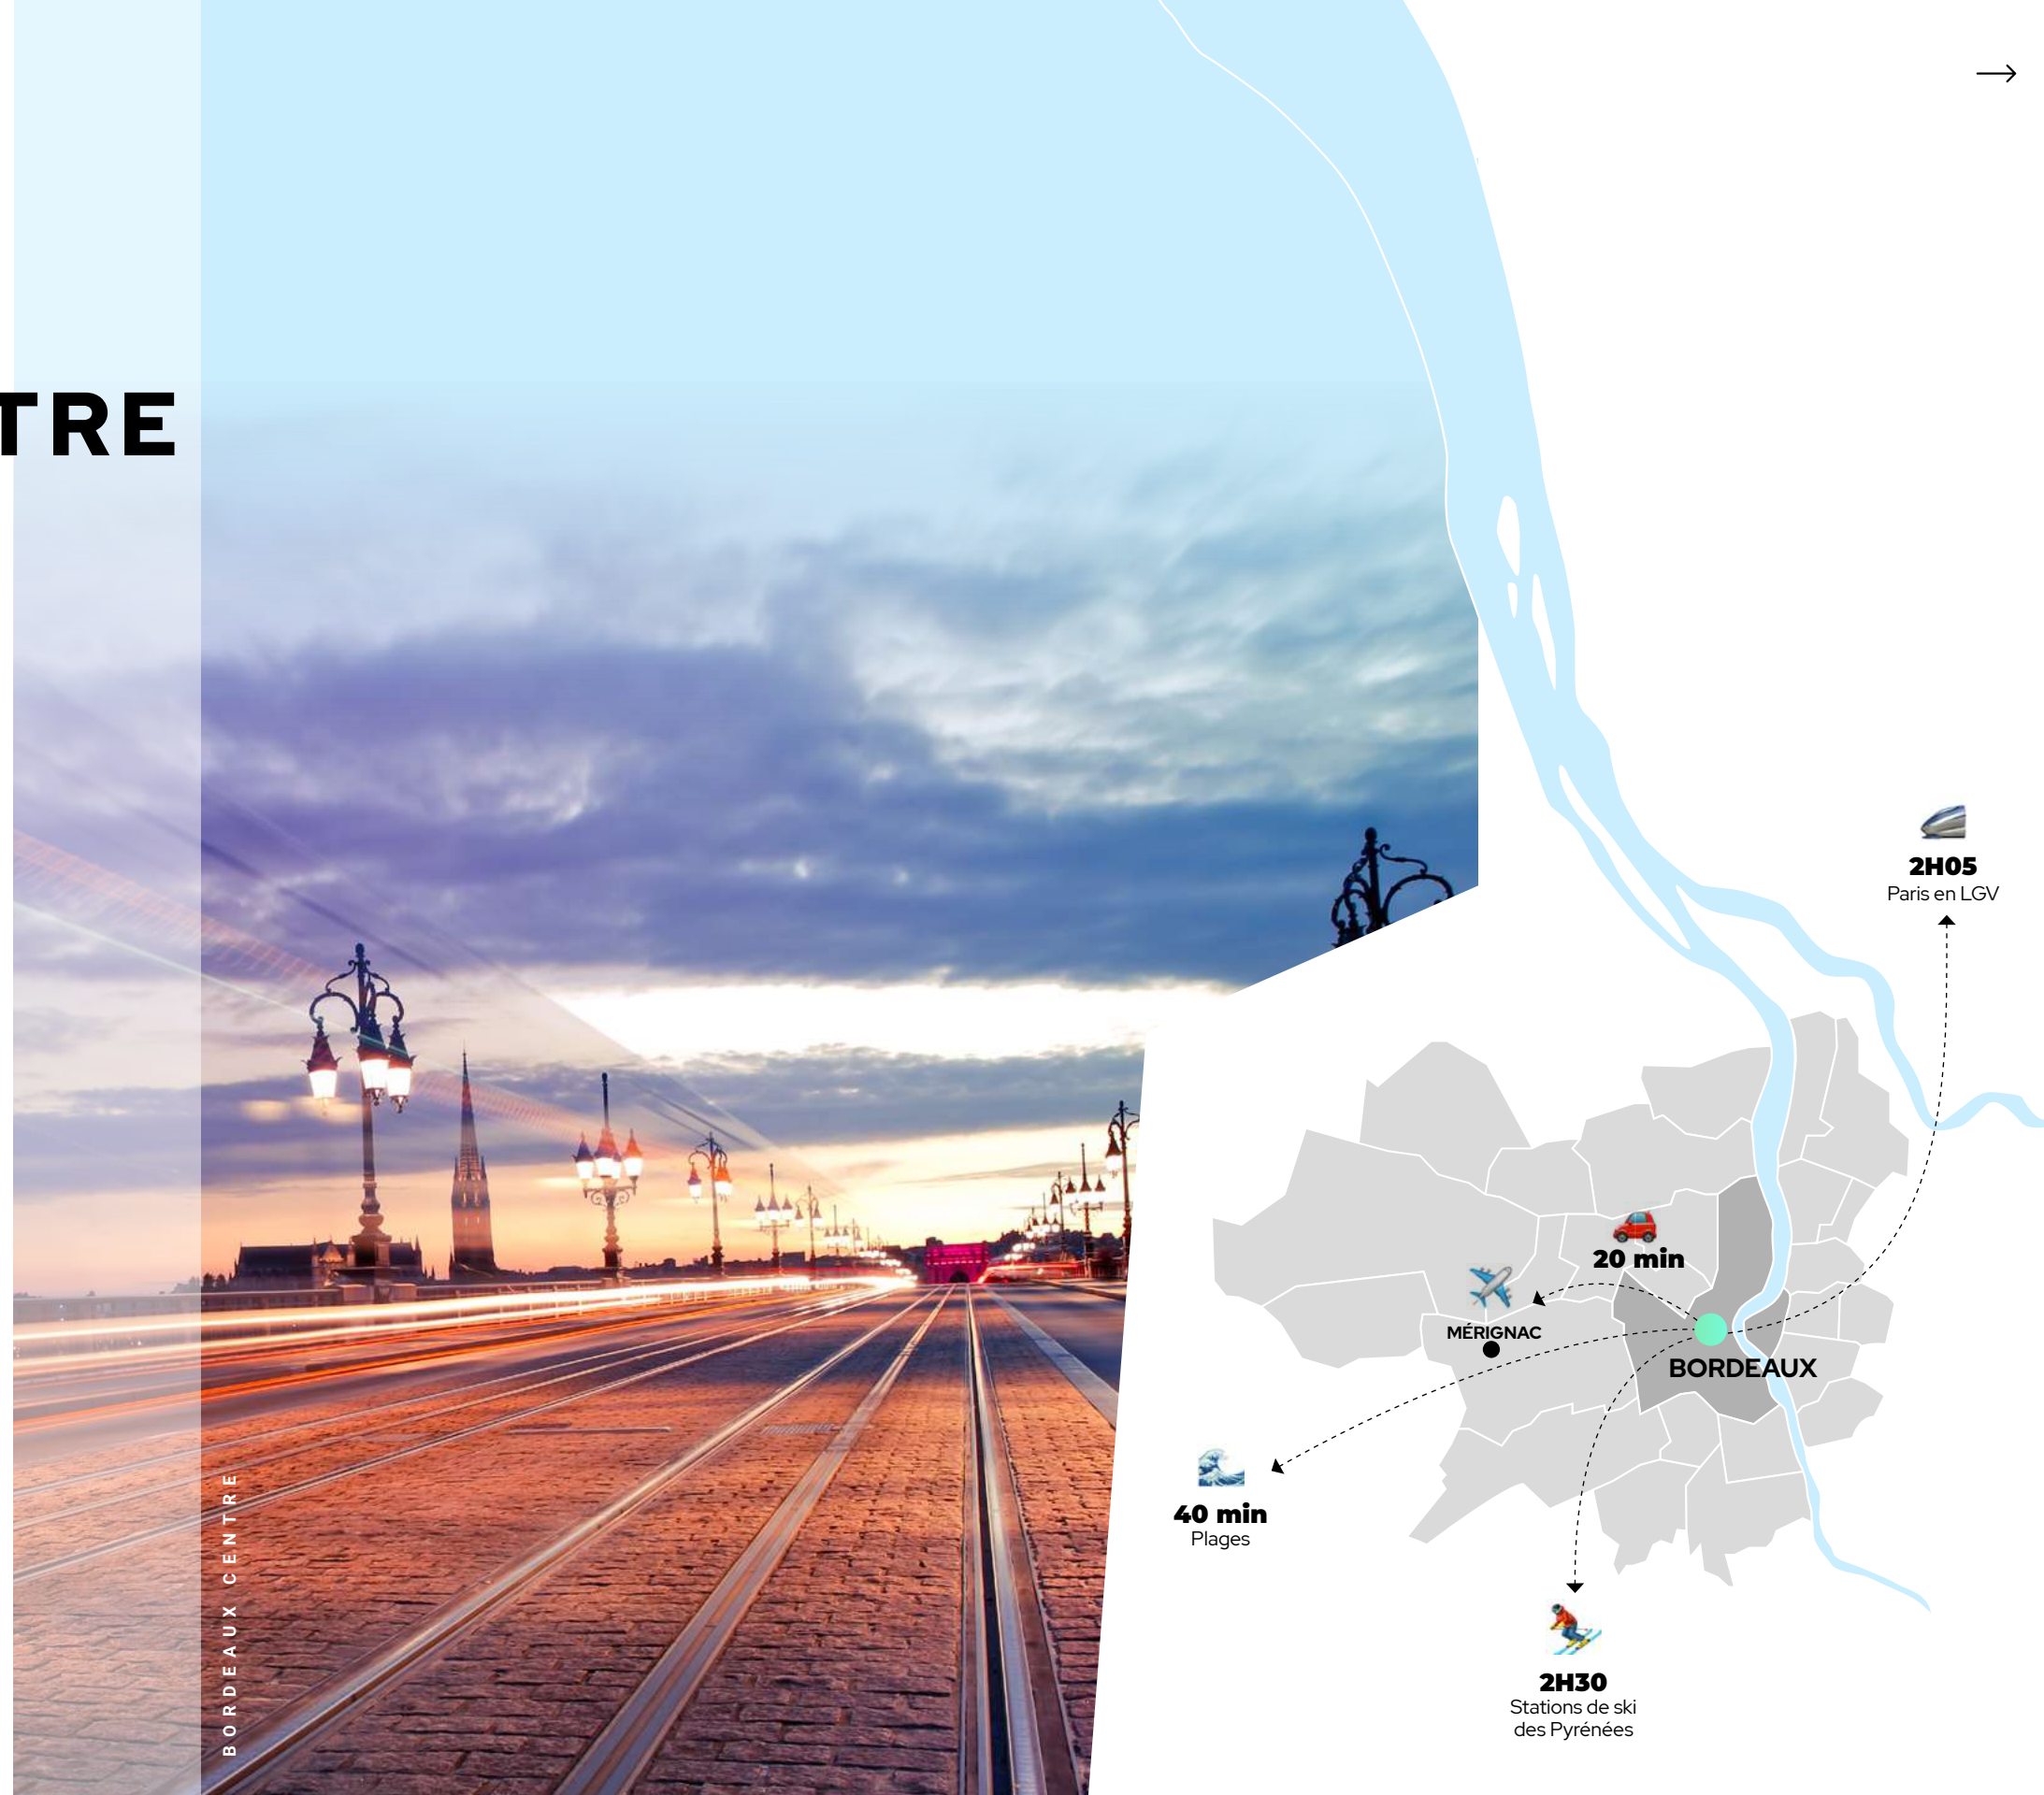 TRE
BORDEAUX CENTRE
2H05
Paris en LGV
20 min
MÉRIGNAC
BORDEAUX
40 min
Plages
2H30
Stations de ski
des Pyrénées